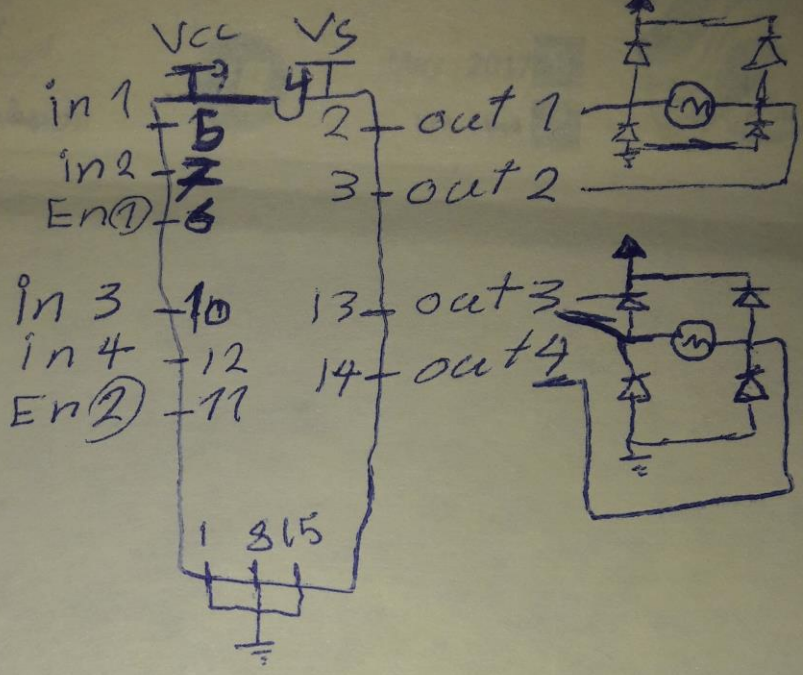 Vcc VS
9 4
in 1 5 2 out 1
in 2 7 3 out 2
En① 6
in 3 10 13 out 3
in 4 12 14 out 4
En② 11
1 8 15
M
M